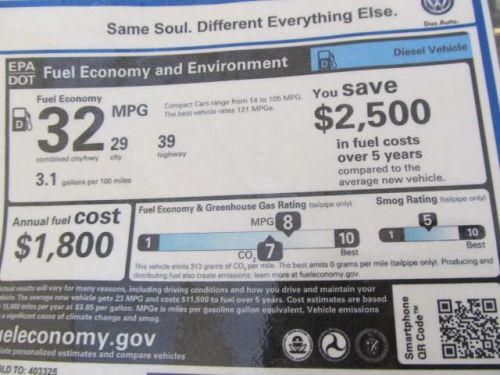 Same Soul. Different Everything Else.
Das Auto.
EPA
DOT
Fuel Economy and Environment
Diesel Vehicle
D
Fuel Economy
D
32 MPG
combined city/hwy
29
city
39
highway
Compact Cars range from 14 to 105 MPG.
The best vehicle rates 121 MPGe.
3.1 gallons per 100 miles
You save
$2,500
in fuel costs
over 5 years
compared to the
average new vehicle.
Annual fuel cost
$1,800
Fuel Economy & Greenhouse Gas Rating (tailpipe only)
MPG 8
1
10
Best
CO2 7
Smog Rating (tailpipe only)
1
5
10
Best
This vehicle emits 313 grams of CO2 per mile. The best emits 0 grams per mile (tailpipe only). Producing and
distributing fuel also create emissions; learn more at fueleconomy.gov.
results will vary for many reasons, including driving conditions and how you drive and maintain your
vehicle. The average new vehicle gets 23 MPG and costs $11,500 to fuel over 5 years. Cost estimates are based
15,000 miles per year at $3.85 per gallon. MPGe is miles per gasoline gallon equivalent. Vehicle emissions
a significant cause of climate change and smog.
fueleconomy.gov
personalized estimates and compare vehicles
Smartphone
QR Code™
TO: 403325